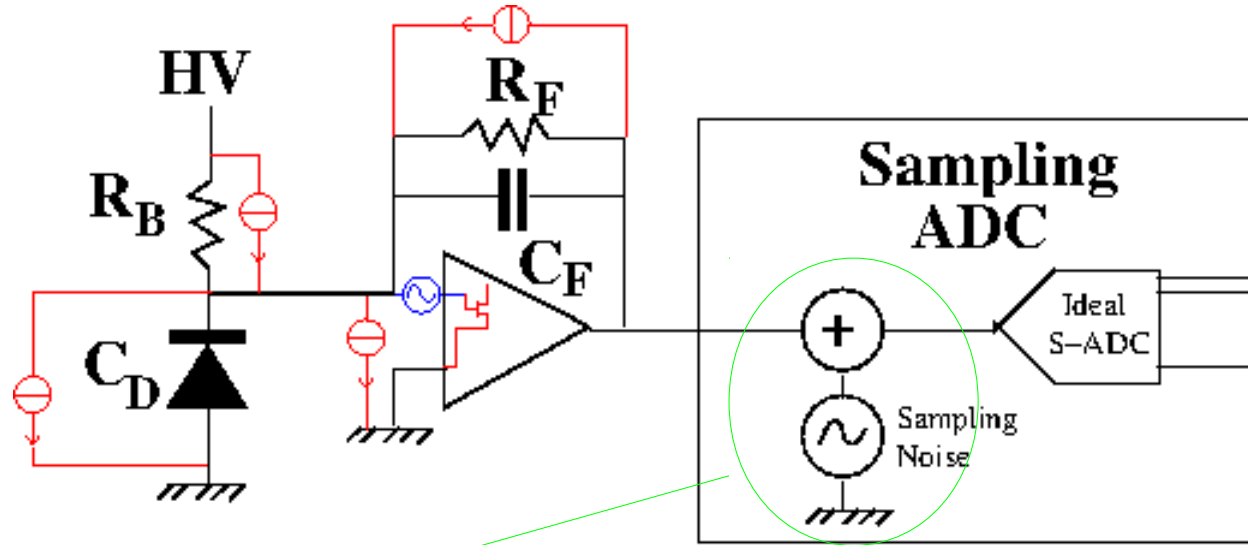 HV
R_F
R_B
C_F
C_D
Sampling
ADC
+
Ideal
S-ADC
Sampling
Noise